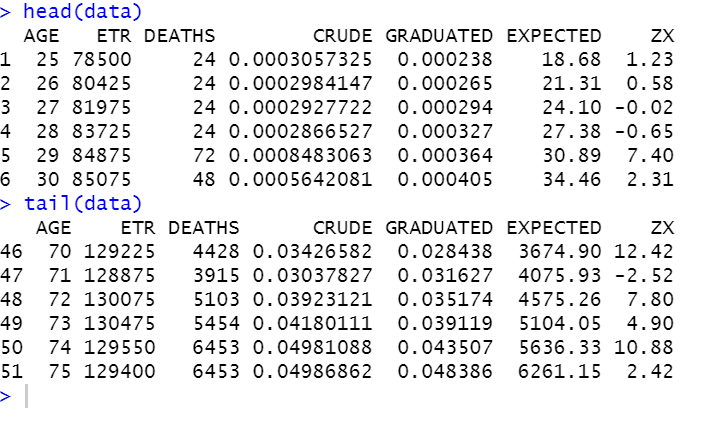 > head(data)
AGE ETR DEATHS CRUDE GRADUATED EXPECTED ZX
1 25 78500 24 0.0003057325 0.000238 18.68 1.23
2 26 80425 24 0.0002984147 0.000265 21.31 0.58
3 27 81975 24 0.0002927722 0.000294 24.10 -0.02
4 28 83725 24 0.0002866527 0.000327 27.38 -0.65
5 29 84875 72 0.0008483063 0.000364 30.89 7.40
6 30 85075 48 0.0005642081 0.000405 34.46 2.31
> tail(data)
AGE ETR DEATHS CRUDE GRADUATED EXPECTED ZX
46 70 129225 4428 0.03426582 0.028438 3674.90 12.42
47 71 128875 3915 0.03037827 0.031627 4075.93 -2.52
48 72 130075 5103 0.03923121 0.035174 4575.26 7.80
49 73 130475 5454 0.04180111 0.039119 5104.05 4.90
50 74 129550 6453 0.04981088 0.043507 5636.33 10.88
51 75 129400 6453 0.04986862 0.048386 6261.15 2.42
>